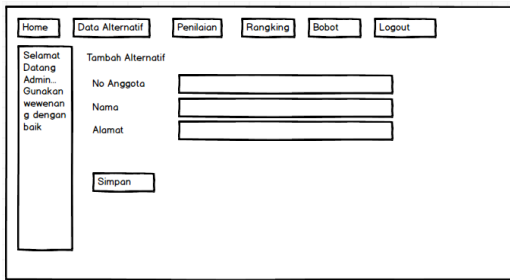 Home Data Alternatif Penilaian Rangking Bobot Logout
Selamat
Datang
Admin...
Gunakan
wewenan
g dengan
baik
Tambah Alternatif
No Anggota
Nama
Alamat
Simpan